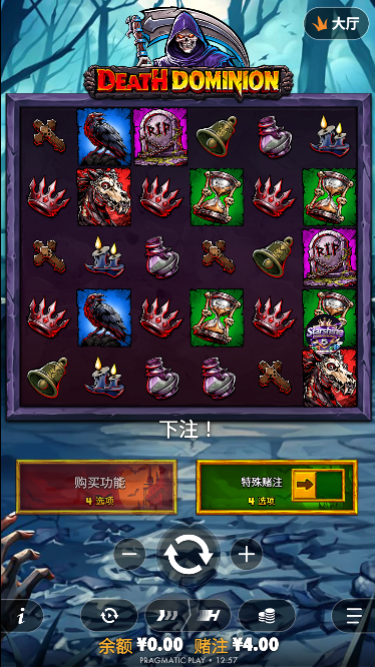 大厅
DEATH DOMINION
RIP
RIP
Starshine
下注！
购买功能
4 选项
特殊赌注
4 选项
余额 ¥0.00 赌注 ¥4.00
PRAGMATIC PLAY • 12:57